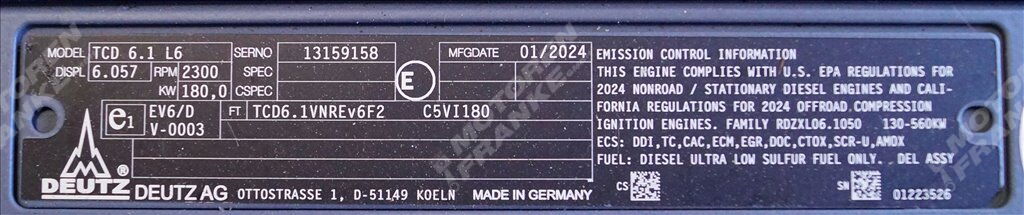 MODEL TCD 6.1 L6 SERNO 13159158 MFGDATE 01/2024
DISPL 6.057 RPM 2300 SPEC
KW 180,0 CSPEC
E
e1 EV6/D V-0003 FT TCD6.1VNREv6F2 C5VI180
DEUTZ
DEUTZ AG OTTOSTRASSE 1, D-51149 KOELN MADE IN GERMANY
EMISSION CONTROL INFORMATION
THIS ENGINE COMPLIES WITH U.S. EPA REGULATIONS FOR
2024 NONROAD / STATIONARY DIESEL ENGINES AND CALI-
FORNIA REGULATIONS FOR 2024 OFFROAD COMPRESSION
IGNITION ENGINES. FAMILY RDZXL06.1050 130-560KW
ECS: DDI,TC,CAC,ECM,EGR,DOC,CTOX,SCR-U,AMOX
FUEL: DIESEL ULTRA LOW SULFUR FUEL ONLY. DEL ASSY
CS SN
01223526
MOTOREN
FRANKE